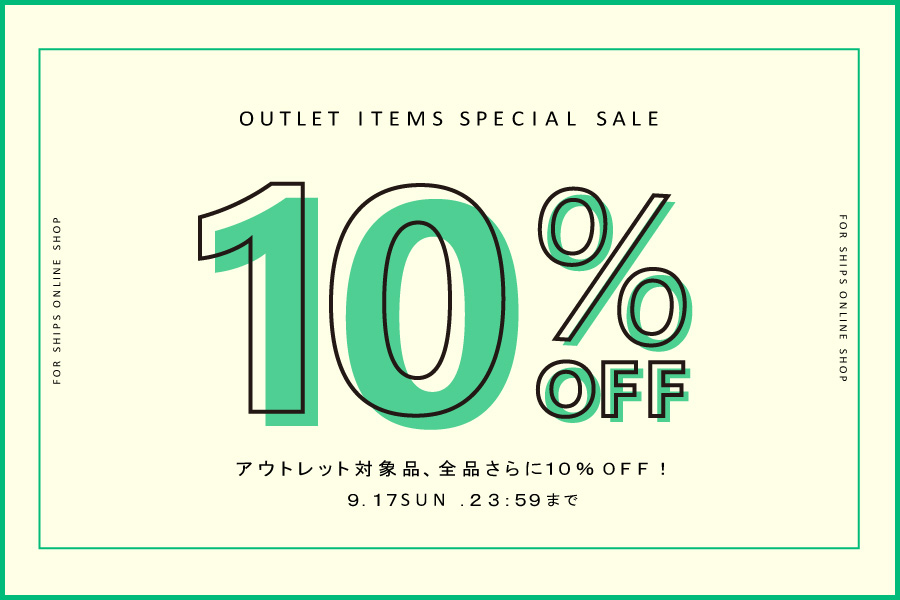 OUTLET ITEMS SPECIAL SALE
FOR SHIPS ONLINE SHOP
10%
OFF
FOR SHIPS ONLINE SHOP
アウトレット対象品、全品さらに10%OFF!
9.17SUN .23:59まで